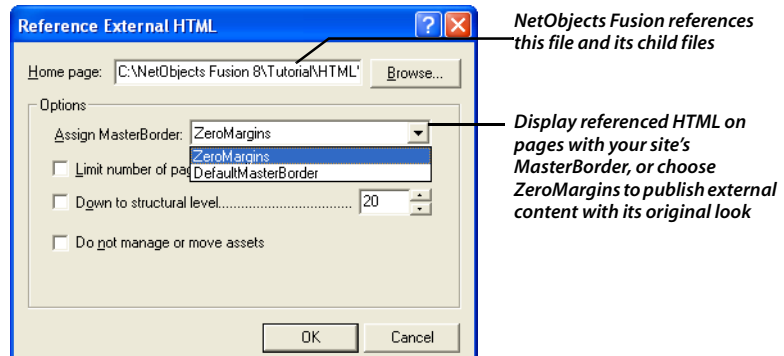 Reference External HTML
NetObjects Fusion references
this file and its child files
Home page: C:\NetObjects Fusion 8\Tutorial\HTML\ Browse...
Options
Assign MasterBorder: ZeroMargins
ZeroMargins
DefaultMasterBorder
Limit number of pag
Down to structural level................................. 20
Do not manage or move assets
Display referenced HTML on
pages with your site's
MasterBorder, or choose
ZeroMargins to publish external
content with its original look
OK Cancel